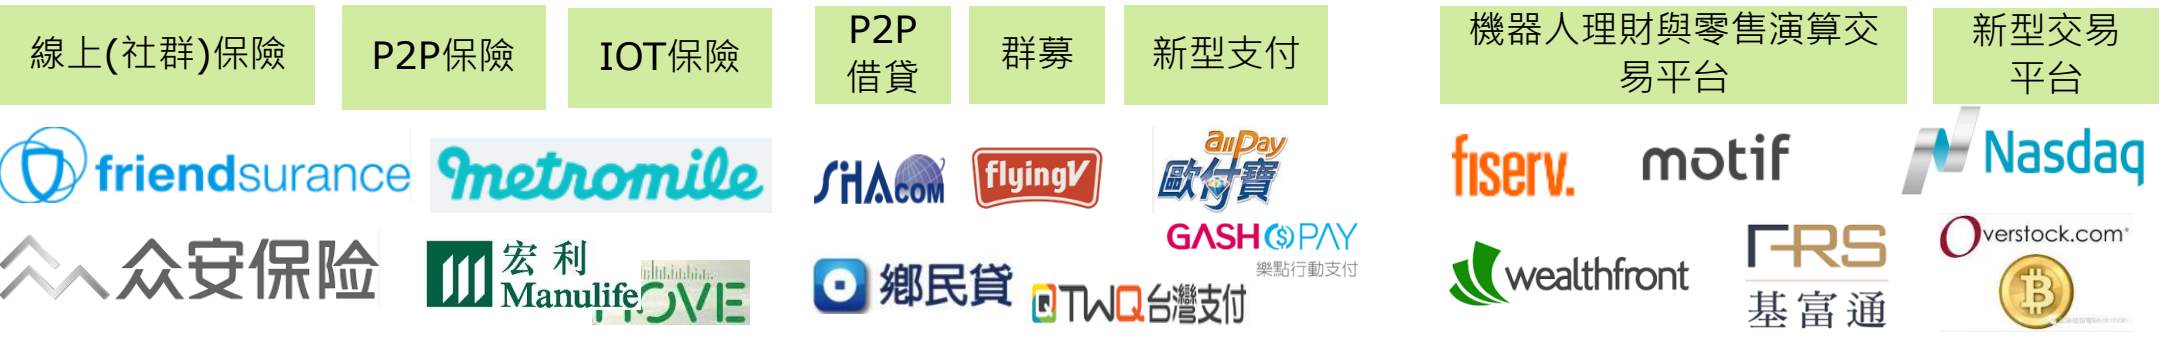 線上(社群)保險
P2P保險
IOT保險
P2P
借貸
群募
新型支付
機器人理財與零售演算交
易平台
新型交易
平台
friendsurance
metromile
SHACOM
flyingV
allPay
歐付寶
fiserv.
motif
Nasdaq
众安保险
宏利
Manulife
MOVE
鄉民貸
GASH PAY
樂點行動支付
TWQ台灣支付
wealthfront
FRS
基富通
Overstock.com